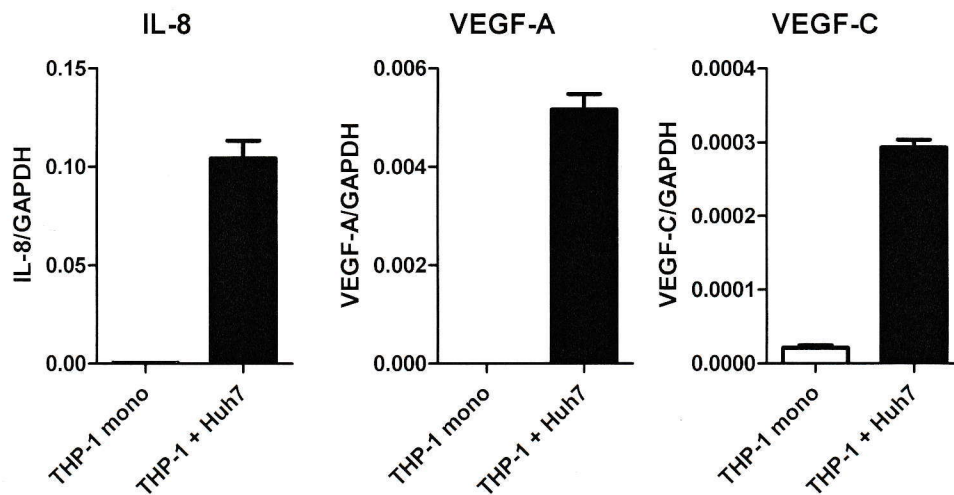 IL-8
0.15
0.10
0.05
0.00
IL-8/GAPDH
THP-1 mono
THP-1 + Huh7
VEGF-A
0.006
0.004
0.002
0.000
VEGF-A/GAPDH
THP-1 mono
THP-1 + Huh7
VEGF-C
0.0004
0.0003
0.0002
0.0001
0.0000
VEGF-C/GAPDH
THP-1 mono
THP-1 + Huh7